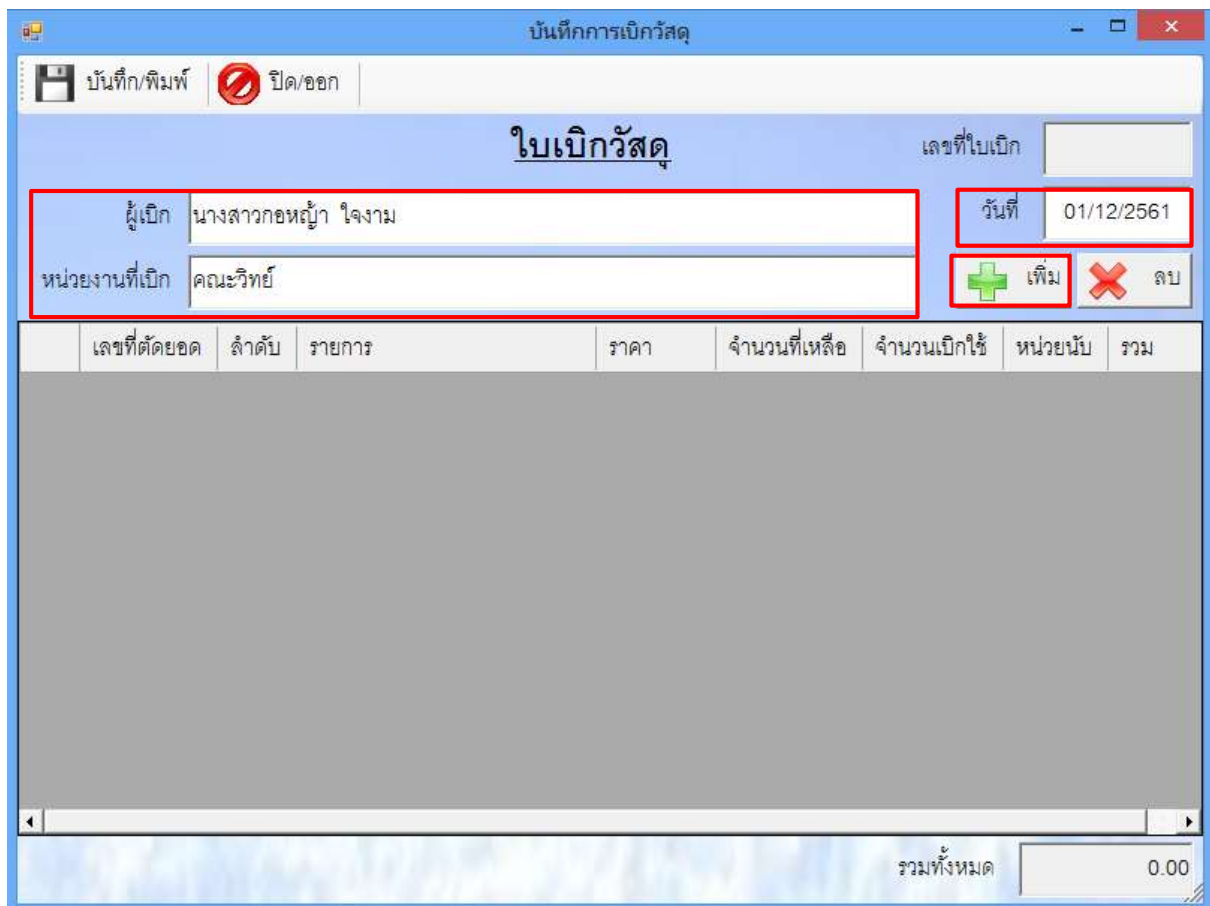 บันทึกการเบิกวัสดุ
บันทึก/พิมพ์ ปิด/ออก
ใบเบิกวัสดุ เลขที่ใบเบิก
ผู้เบิก นางสาวกอหญ้า ใจงาม วันที่ 01/12/2561
หน่วยงานที่เบิก คณะวิทย์ เพิ่ม ลบ
เลขที่ตัดยอด ลำดับ รายการ ราคา จำนวนที่เหลือ จำนวนเบิกใช้ หน่วยนับ รวม
รวมทั้งหมด 0.00